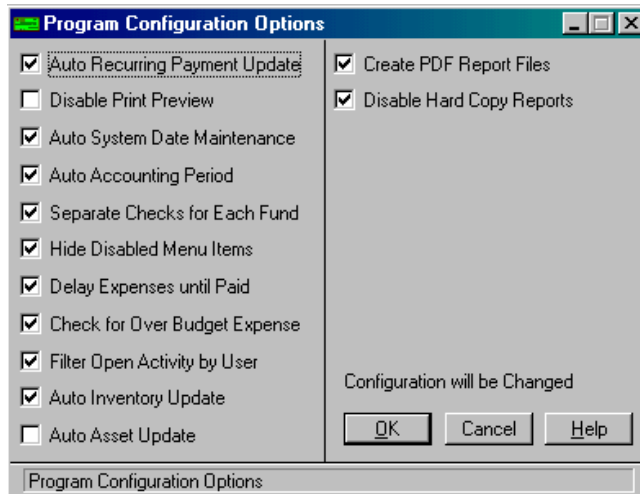 Program Configuration Options
Auto Recurring Payment Update
Disable Print Preview
Auto System Date Maintenance
Auto Accounting Period
Separate Checks for Each Fund
Hide Disabled Menu Items
Delay Expenses until Paid
Check for Over Budget Expense
Filter Open Activity by User
Auto Inventory Update
Auto Asset Update
Create PDF Report Files
Disable Hard Copy Reports
Configuration will be Changed
OK Cancel Help
Program Configuration Options